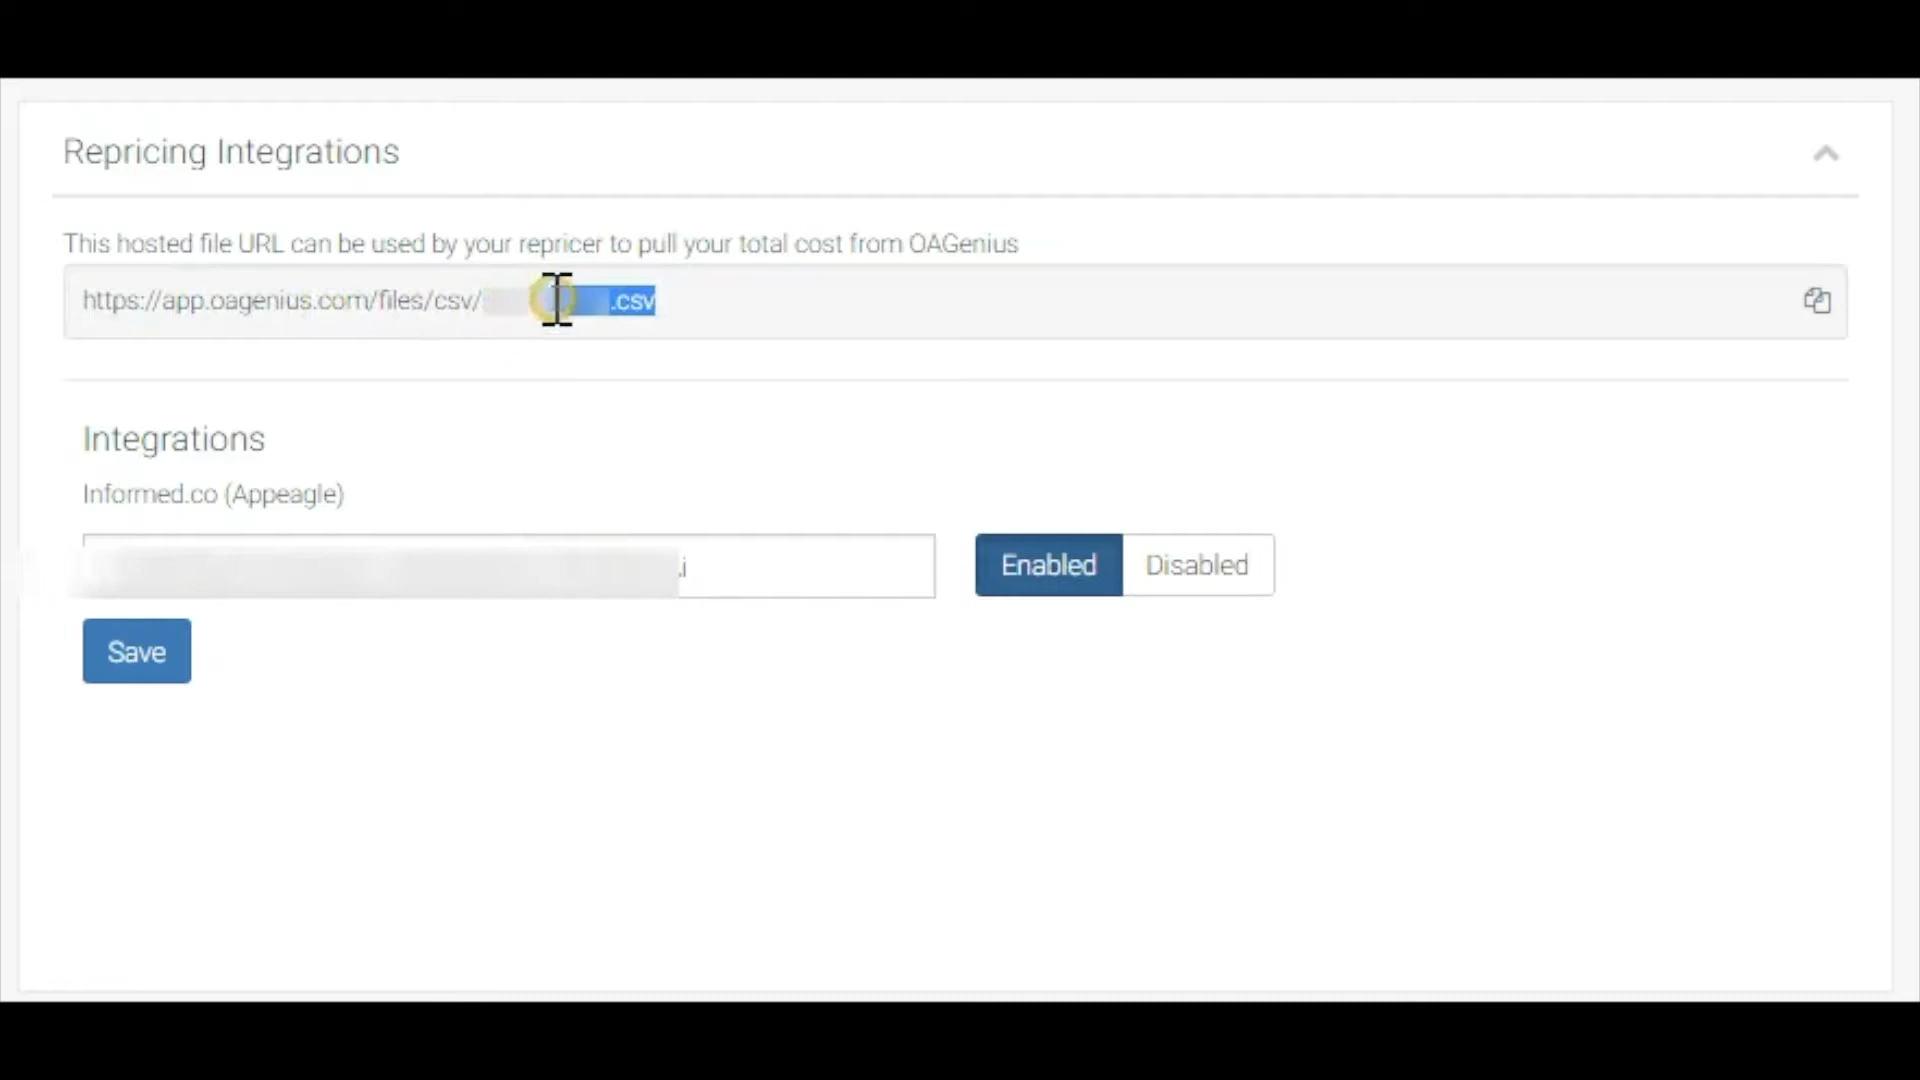 Repricing Integrations
This hosted file URL can be used by your repricer to pull your total cost from OAGenius
https://app.oagenius.com/files/csv/ .csv
Integrations
Informed.co (Appeagle)
.i
Enabled Disabled
Save